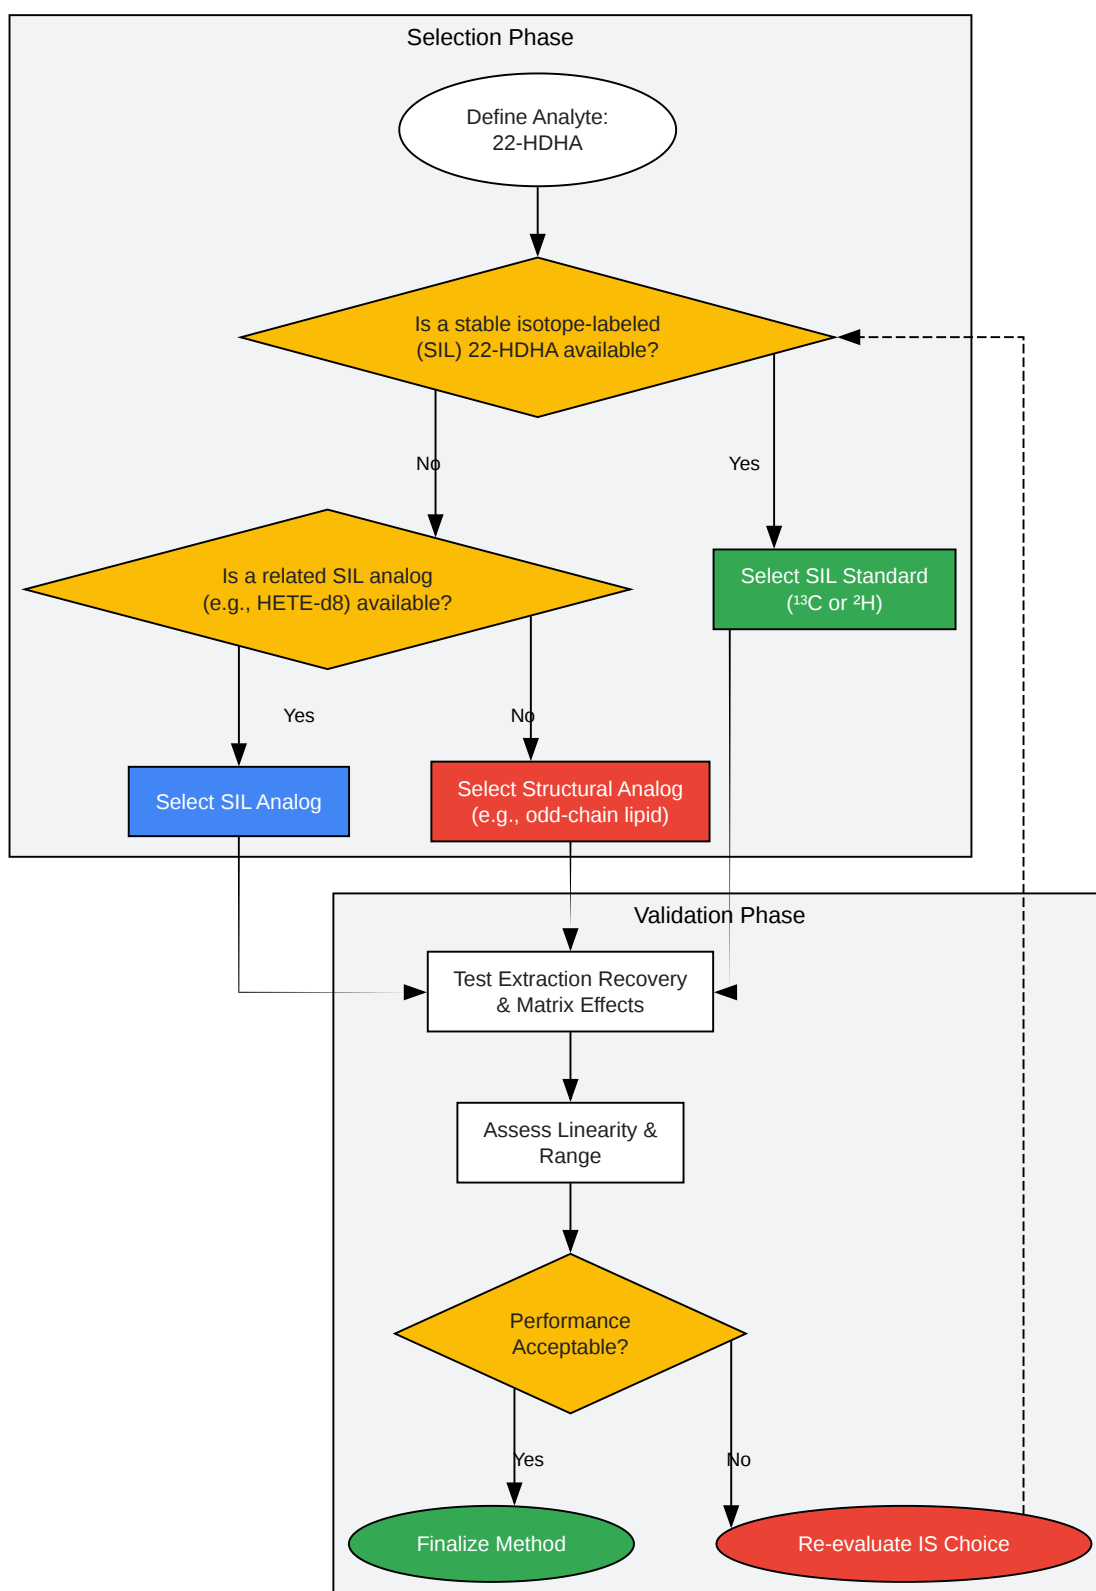 Selection Phase
Define Analyte:
22-HDHA
Is a stable isotope-labeled
(SIL) 22-HDHA available?
No
Yes
Is a related SIL analog
(e.g., HETE-d8) available?
Select SIL Standard
(¹³C or ²H)
Yes
No
Select SIL Analog
Select Structural Analog
(e.g., odd-chain lipid)
Validation Phase
Test Extraction Recovery
& Matrix Effects
Assess Linearity &
Range
Performance
Acceptable?
Yes
No
Finalize Method
Re-evaluate IS Choice